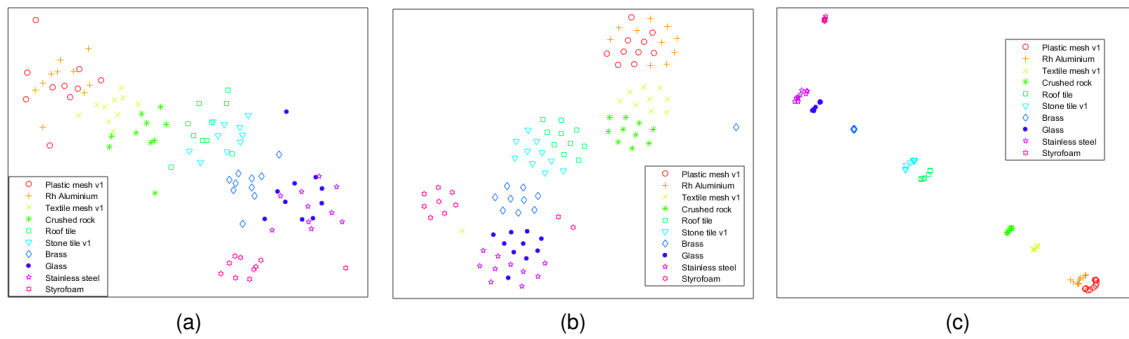 Plastic mesh v1
Rh Aluminium
Textile mesh v1
Crushed rock
Roof tile
Stone tile v1
Brass
Glass
Stainless steel
Styrofoam
(a)
Plastic mesh v1
Rh Aluminium
Textile mesh v1
Crushed rock
Roof tile
Stone tile v1
Brass
Glass
Stainless steel
Styrofoam
(b)
Plastic mesh v1
Rh Aluminium
Textile mesh v1
Crushed rock
Roof tile
Stone tile v1
Brass
Glass
Stainless steel
Styrofoam
(c)